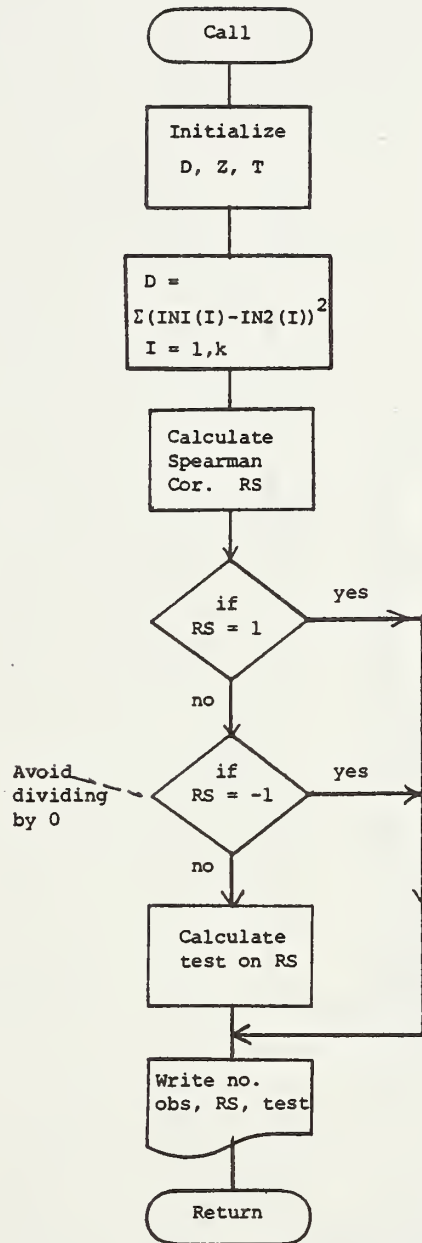 Call
Initialize
D, Z, T
D =
Σ(INI(I)-IN2(I))²
I = 1,k
Calculate
Spearman
Cor. RS
if
RS = 1
yes
no
Avoid
dividing
by 0
if
RS = -1
yes
no
Calculate
test on RS
Write no.
obs, RS, test
Return